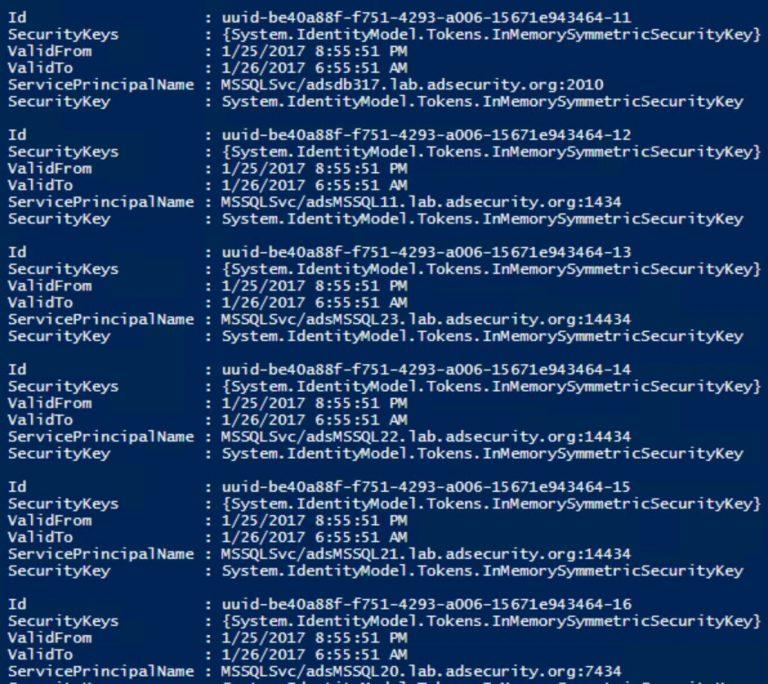 Id                   : uuid-be40a88f-f751-4293-a006-15671e943464-11
SecurityKeys         : {System.IdentityModel.Tokens.InMemorySymmetricSecurityKey}
ValidFrom            : 1/25/2017 8:55:51 PM
ValidTo              : 1/26/2017 6:55:51 AM
ServicePrincipalName : MSSQLSvc/adsdb317.lab.adsecurity.org:2010
SecurityKey          : System.IdentityModel.Tokens.InMemorySymmetricSecurityKey

Id                   : uuid-be40a88f-f751-4293-a006-15671e943464-12
SecurityKeys         : {System.IdentityModel.Tokens.InMemorySymmetricSecurityKey}
ValidFrom            : 1/25/2017 8:55:51 PM
ValidTo              : 1/26/2017 6:55:51 AM
ServicePrincipalName : MSSQLSvc/adsMSSQL11.lab.adsecurity.org:1434
SecurityKey          : System.IdentityModel.Tokens.InMemorySymmetricSecurityKey

Id                   : uuid-be40a88f-f751-4293-a006-15671e943464-13
SecurityKeys         : {System.IdentityModel.Tokens.InMemorySymmetricSecurityKey}
ValidFrom            : 1/25/2017 8:55:51 PM
ValidTo              : 1/26/2017 6:55:51 AM
ServicePrincipalName : MSSQLSvc/adsMSSQL23.lab.adsecurity.org:14434
SecurityKey          : System.IdentityModel.Tokens.InMemorySymmetricSecurityKey

Id                   : uuid-be40a88f-f751-4293-a006-15671e943464-14
SecurityKeys         : {System.IdentityModel.Tokens.InMemorySymmetricSecurityKey}
ValidFrom            : 1/25/2017 8:55:51 PM
ValidTo              : 1/26/2017 6:55:51 AM
ServicePrincipalName : MSSQLSvc/adsMSSQL22.lab.adsecurity.org:14434
SecurityKey          : System.IdentityModel.Tokens.InMemorySymmetricSecurityKey

Id                   : uuid-be40a88f-f751-4293-a006-15671e943464-15
SecurityKeys         : {System.IdentityModel.Tokens.InMemorySymmetricSecurityKey}
ValidFrom            : 1/25/2017 8:55:51 PM
ValidTo              : 1/26/2017 6:55:51 AM
ServicePrincipalName : MSSQLSvc/adsMSSQL21.lab.adsecurity.org:14434
SecurityKey          : System.IdentityModel.Tokens.InMemorySymmetricSecurityKey

Id                   : uuid-be40a88f-f751-4293-a006-15671e943464-16
SecurityKeys         : {System.IdentityModel.Tokens.InMemorySymmetricSecurityKey}
ValidFrom            : 1/25/2017 8:55:51 PM
ValidTo              : 1/26/2017 6:55:51 AM
ServicePrincipalName : MSSQLSvc/adsMSSQL20.lab.adsecurity.org:7434